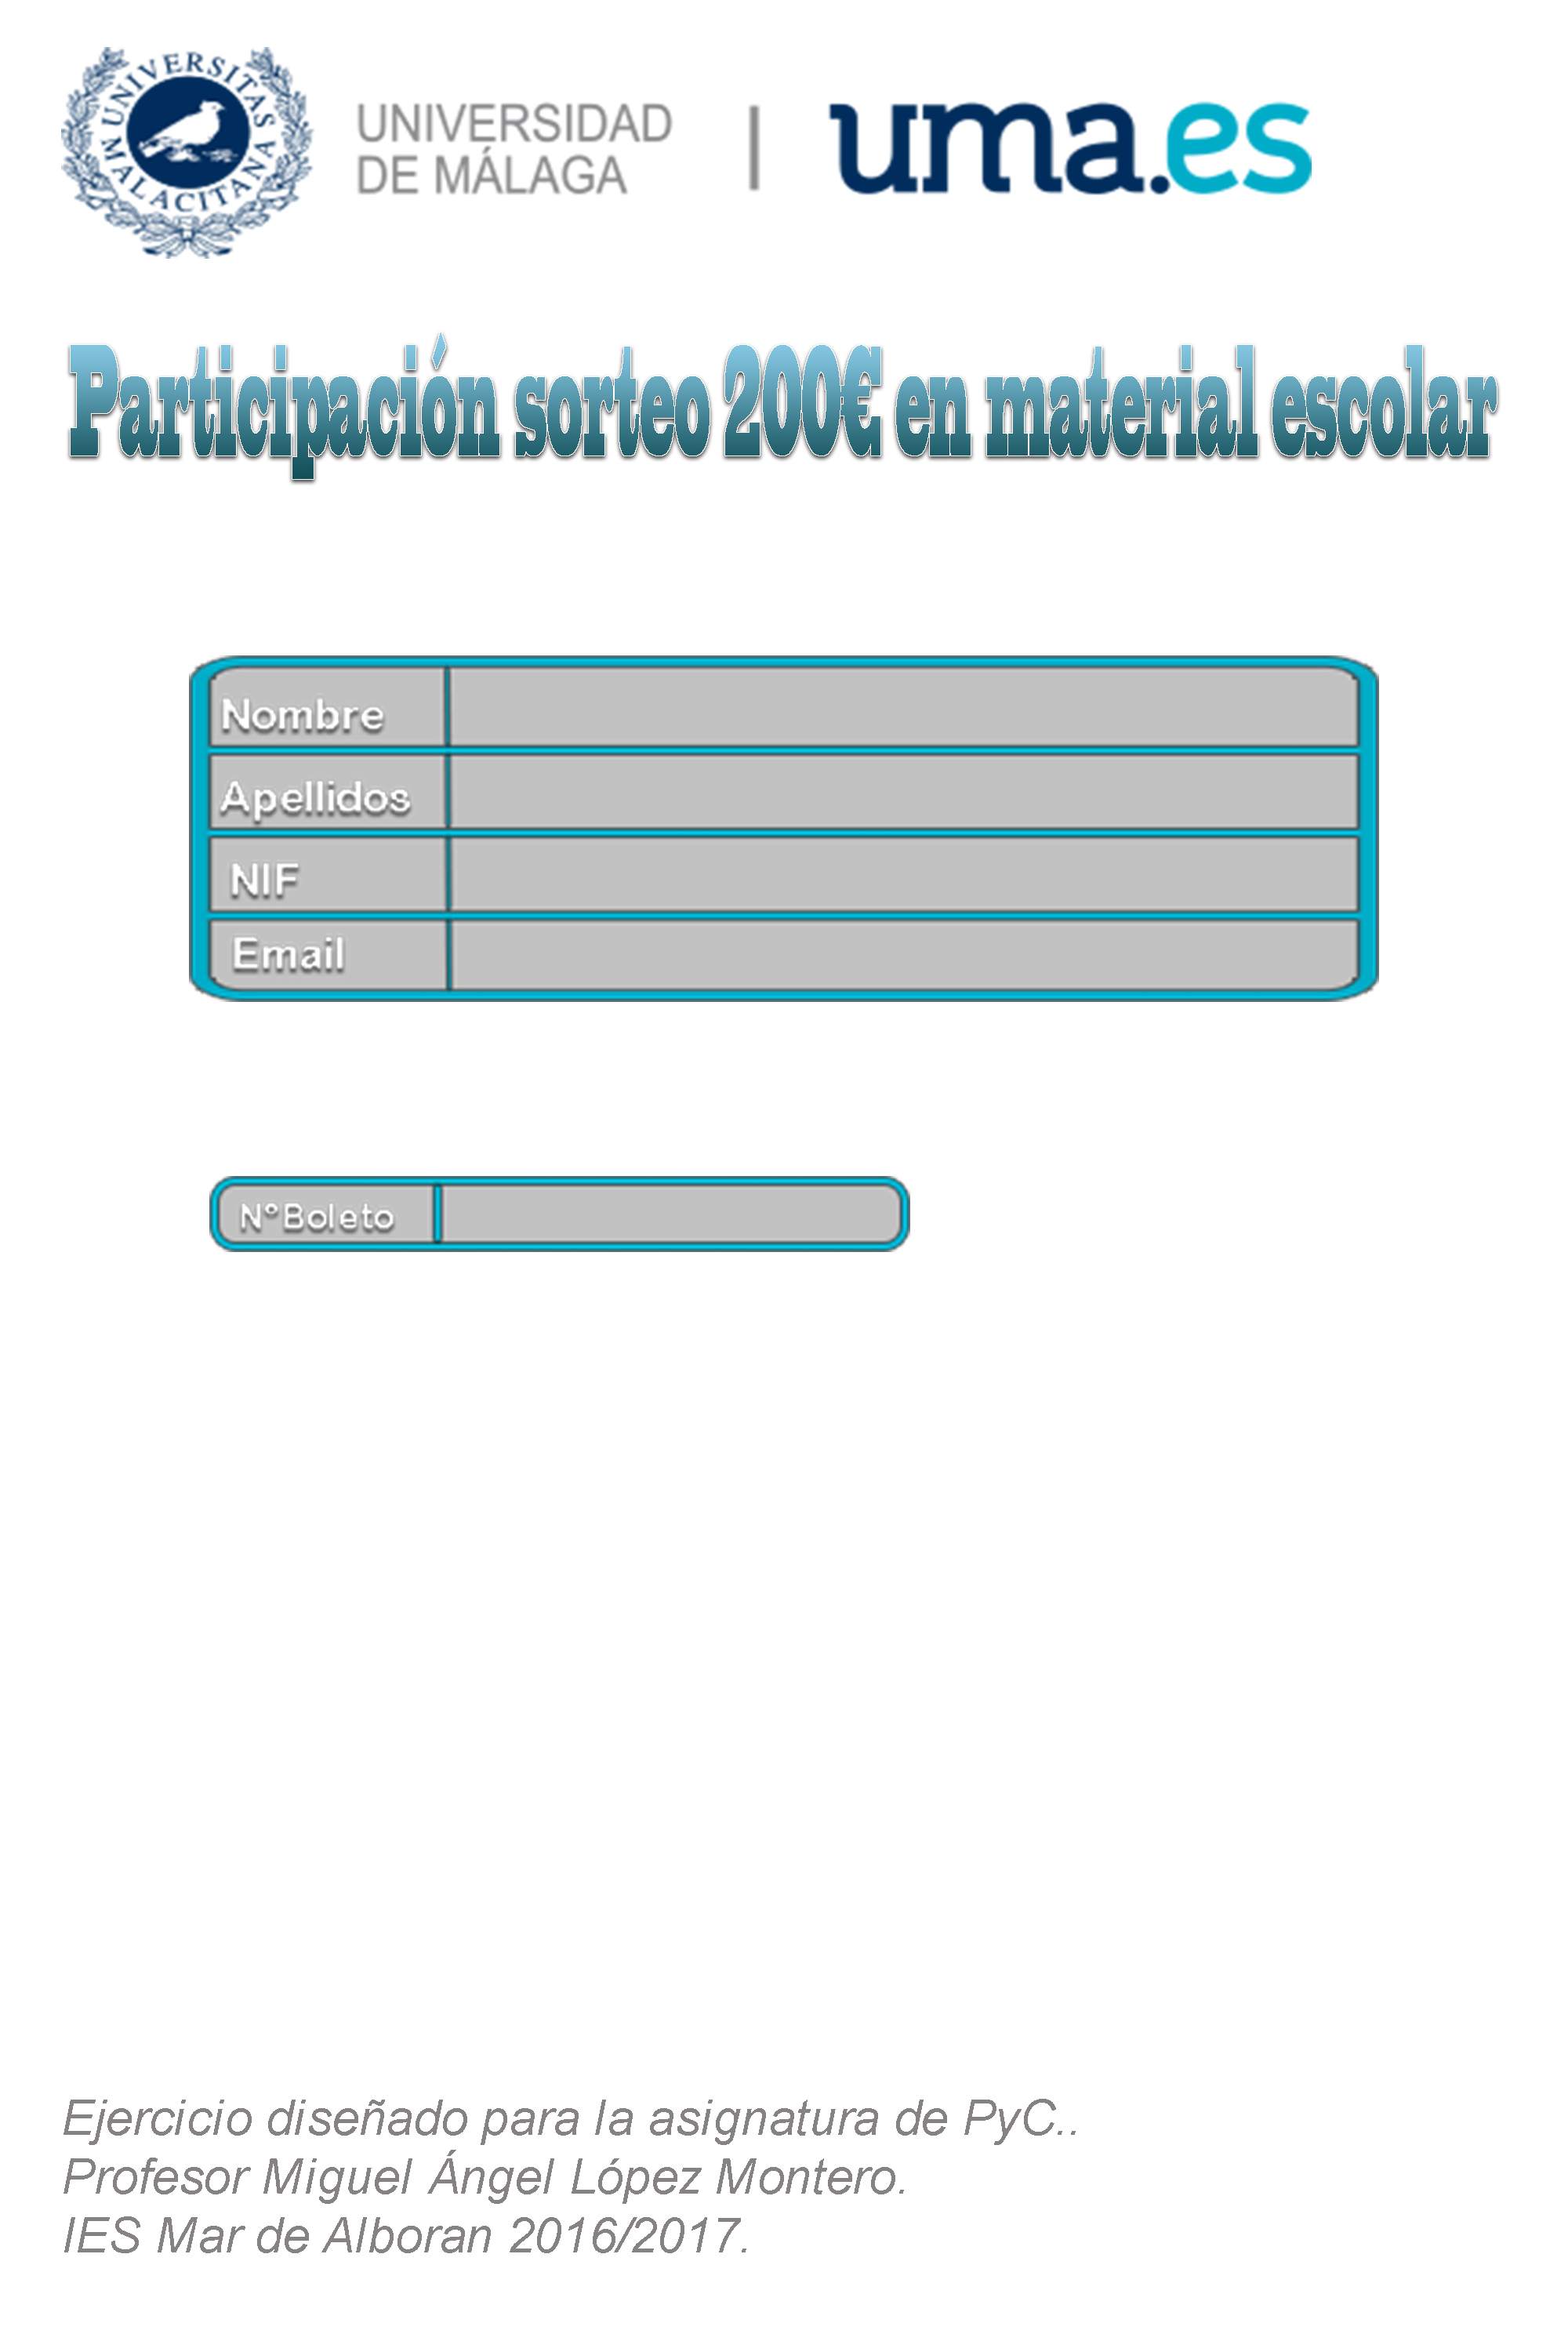 UNIVERSITAS MALACITANA
UNIVERSIDAD
DE MÁLAGA
uma.es
Participación sorteo 200€ en material escolar
Nombre
Apellidos
NIF
Email
NºBoleto
Ejercicio diseñado para la asignatura de PyC..
Profesor Miguel Ángel López Montero.
IES Mar de Alboran 2016/2017.